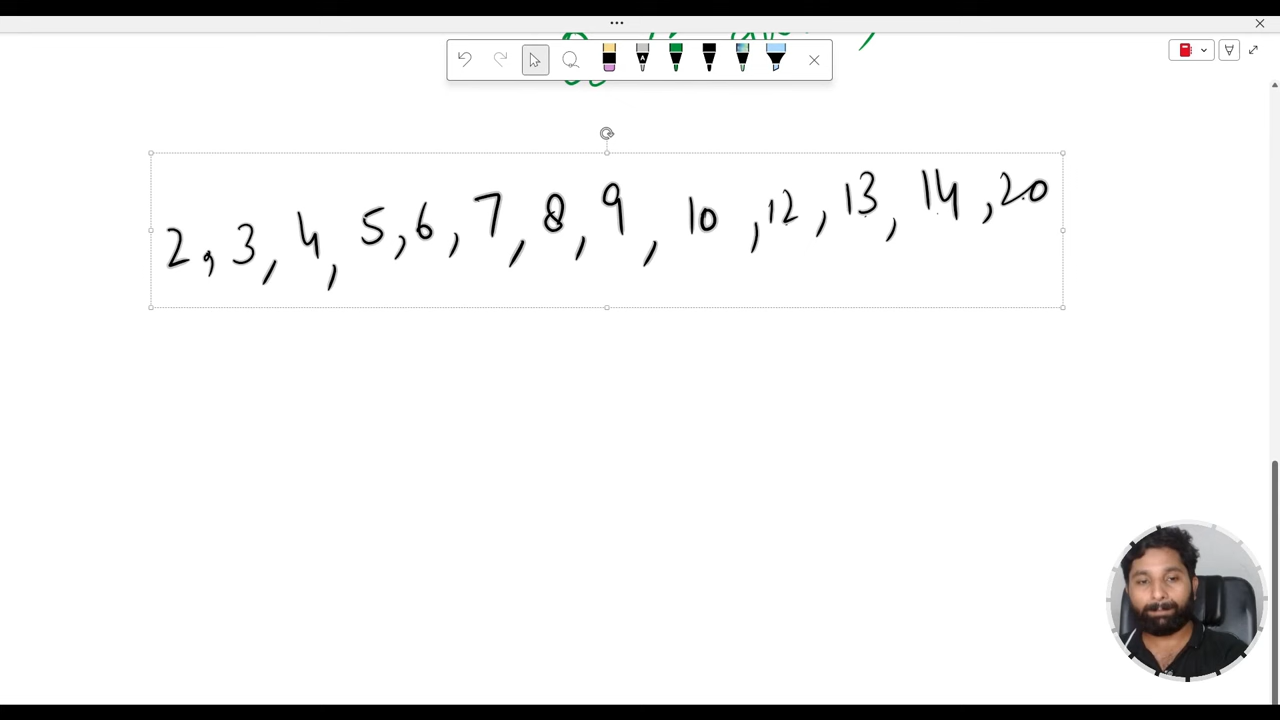 2, 3, 4, 5, 6, 7, 8, 9, 10, 12, 13, 14, 20